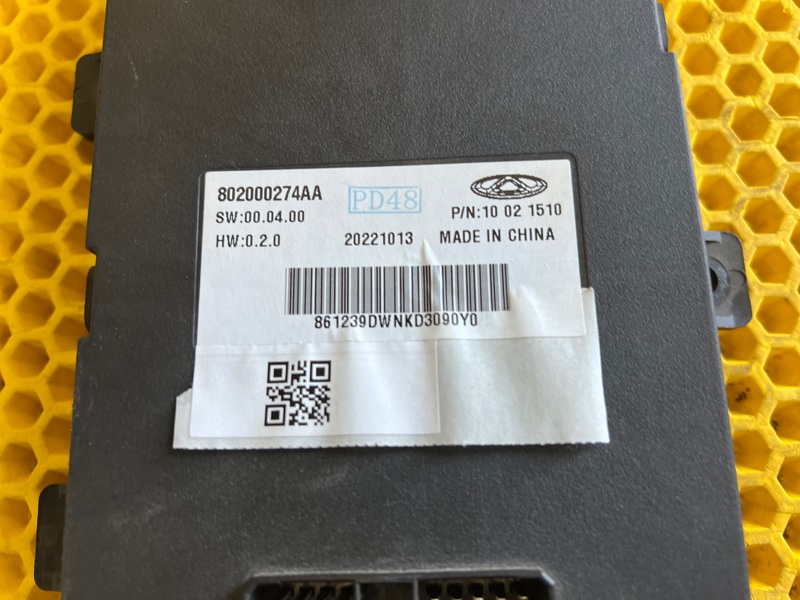 802000274AA
PD48
SW:00.04.00
P/N:10 02 1510
HW:0.2.0
20221013
MADE IN CHINA
861239DWNKD3090Y0